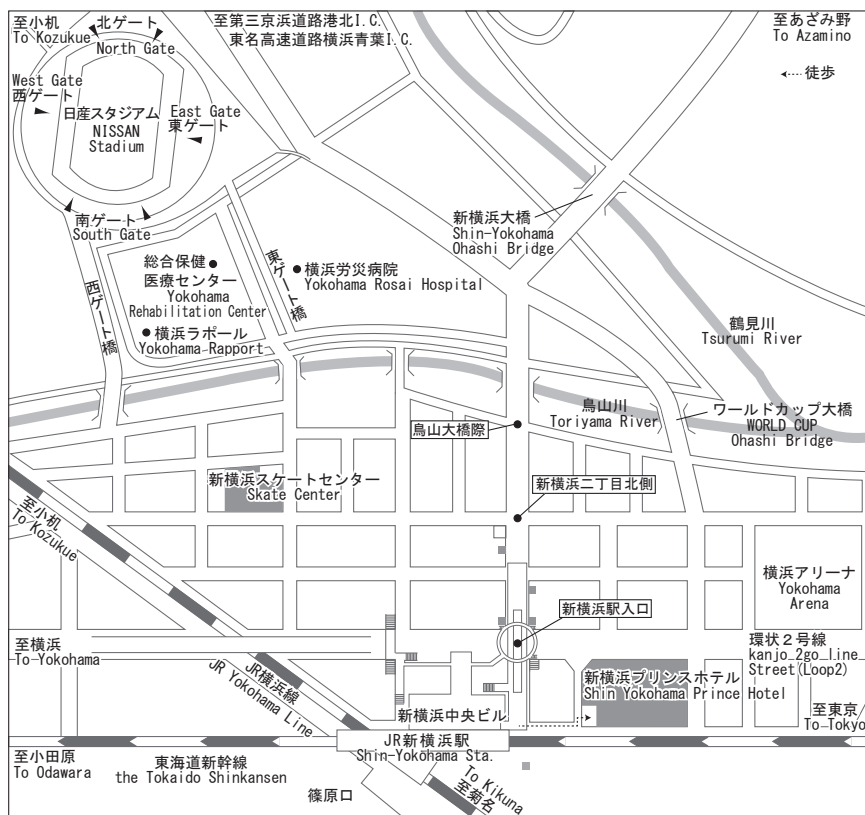 至小机
To Kozukue
北ゲート
North Gate
至第三京浜道路港北I.C.
東名高速道路横浜青葉I.C.
至あざみ野
To Azamino
徒歩
West Gate
西ゲート
日産スタジアム
NISSAN
Stadium
East Gate
東ゲート
南ゲート
South Gate
新横浜大橋
Shin-Yokohama
Ohashi Bridge
総合保健
医療センター
Yokohama
Rehabilitation Center
東ゲート橋
横浜労災病院
Yokohama Rosai Hospital
西ゲート橋
横浜ラポール
Yokohama Rapport
鶴見川
Tsurumi River
鳥山川
Toriyama River
ワールドカップ大橋
WORLD CUP
Ohashi Bridge
鳥山大橋際
新横浜スケートセンター
Skate Center
新横浜二丁目北側
至小机
To Kozukue
横浜アリーナ
Yokohama
Arena
新横浜駅入口
至横浜
To Yokohama
JR横浜線
JR Yokohama Line
環状2号線
kanjo 2go line
Street(Loop2)
新横浜プリンスホテル
Shin Yokohama Prince Hotel
新横浜中央ビル
至東京
To Tokyo
JR新横浜駅
Shin-Yokohama Sta.
至小田原
To Odawara
東海道新幹線
the Tokaido Shinkansen
篠原口
To Kikuna
至菊名